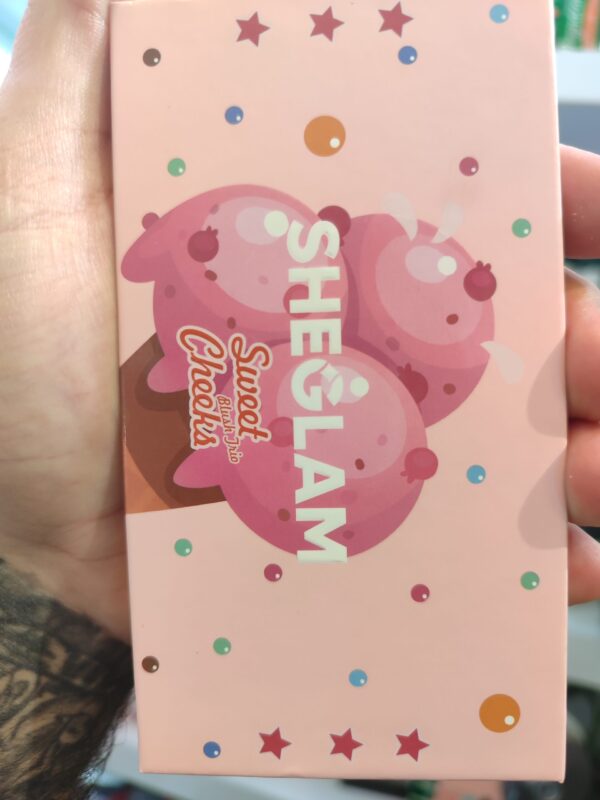 SHEGLAM
Sweet
Blush Trio
Cheeks